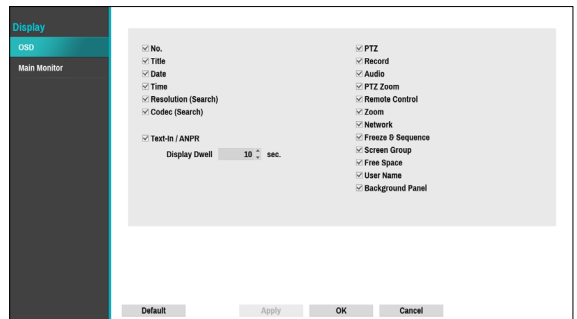 Display
OSD
Main Monitor
No.
Title
Date
Time
Resolution (Search)
Codec (Search)
Text-In / ANPR
Display Dwell 10 sec.
PTZ
Record
Audio
PTZ Zoom
Remote Control
Zoom
Network
Freeze & Sequence
Screen Group
Free Space
User Name
Background Panel
Default Apply OK Cancel